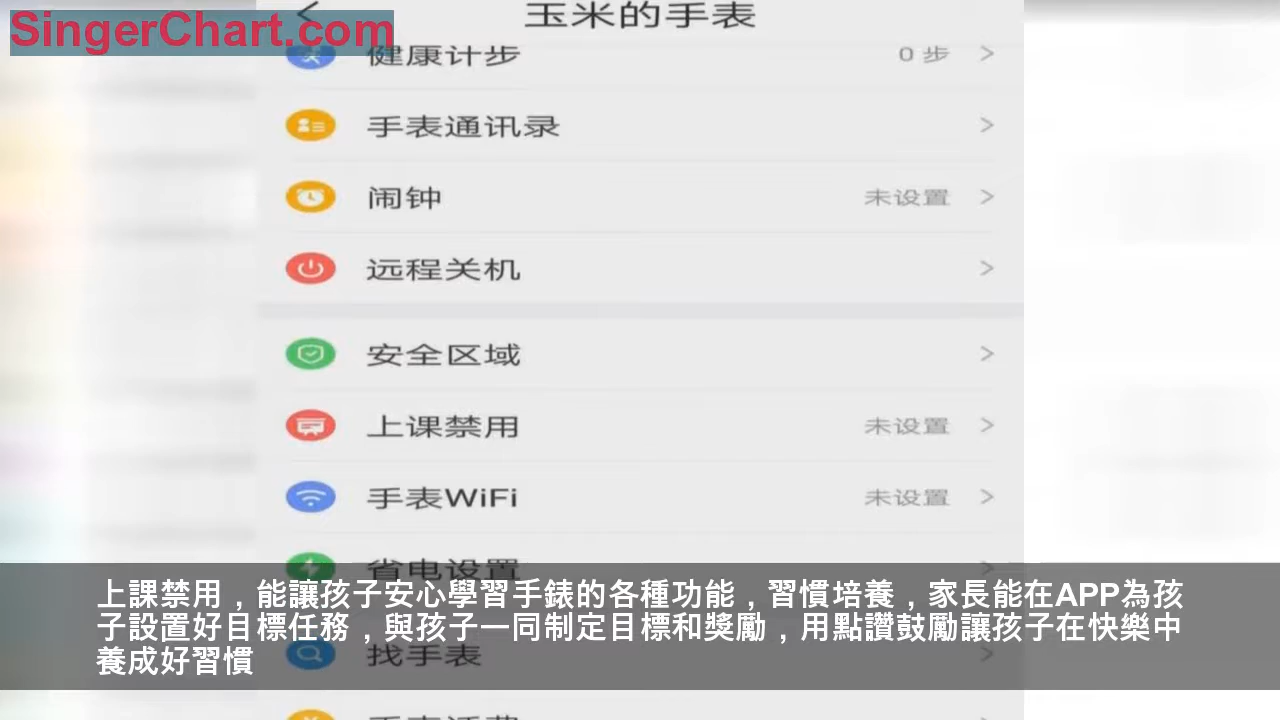 SingerChart.com
玉米的手表
健康计步 0 步
手表通讯录
闹钟 未设置
远程关机
安全区域
上课禁用 未设置
手表WiFi 未设置
省电设置
上課禁用，能讓孩子安心學習手錶的各種功能，習慣培養，家長能在APP為孩
子設置好目標任務，與孩子一同制定目標和獎勵，用點讚鼓勵讓孩子在快樂中
養成好習慣
找手表